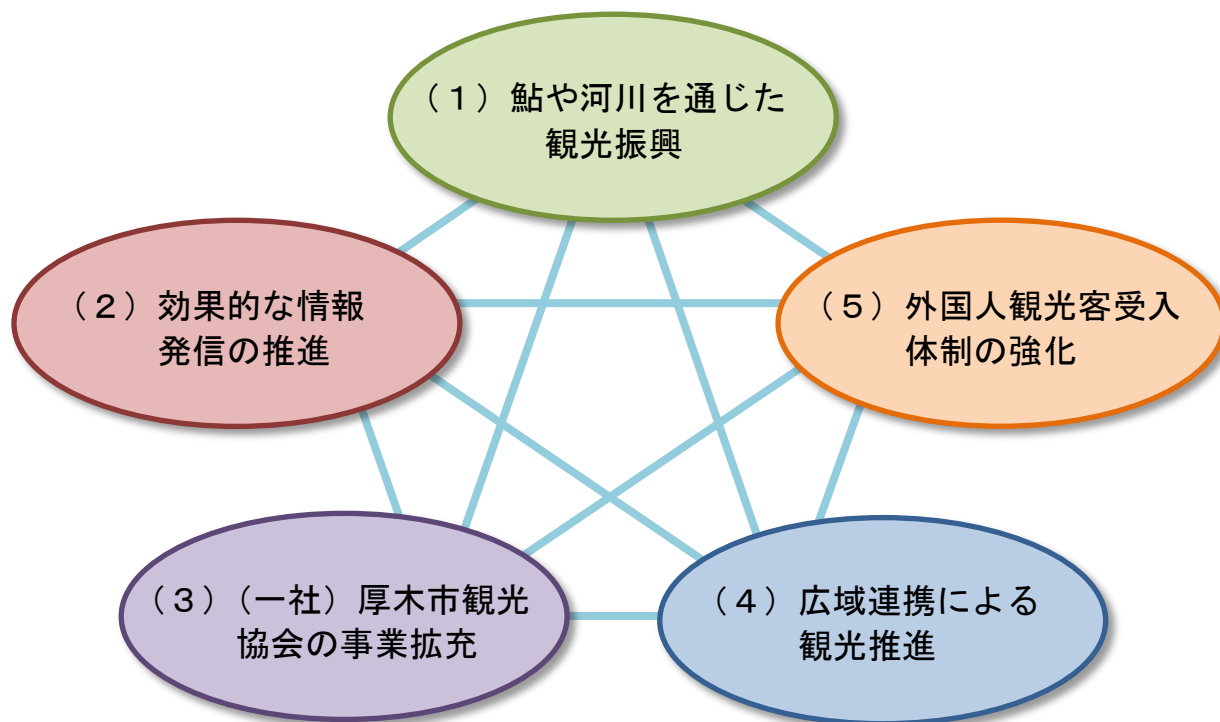 （１）鮎や河川を通じた
観光振興
（２）効果的な情報
発信の推進
（５）外国人観光客受入
体制の強化
（３）（一社）厚木市観光
協会の事業拡充
（４）広域連携による
観光推進